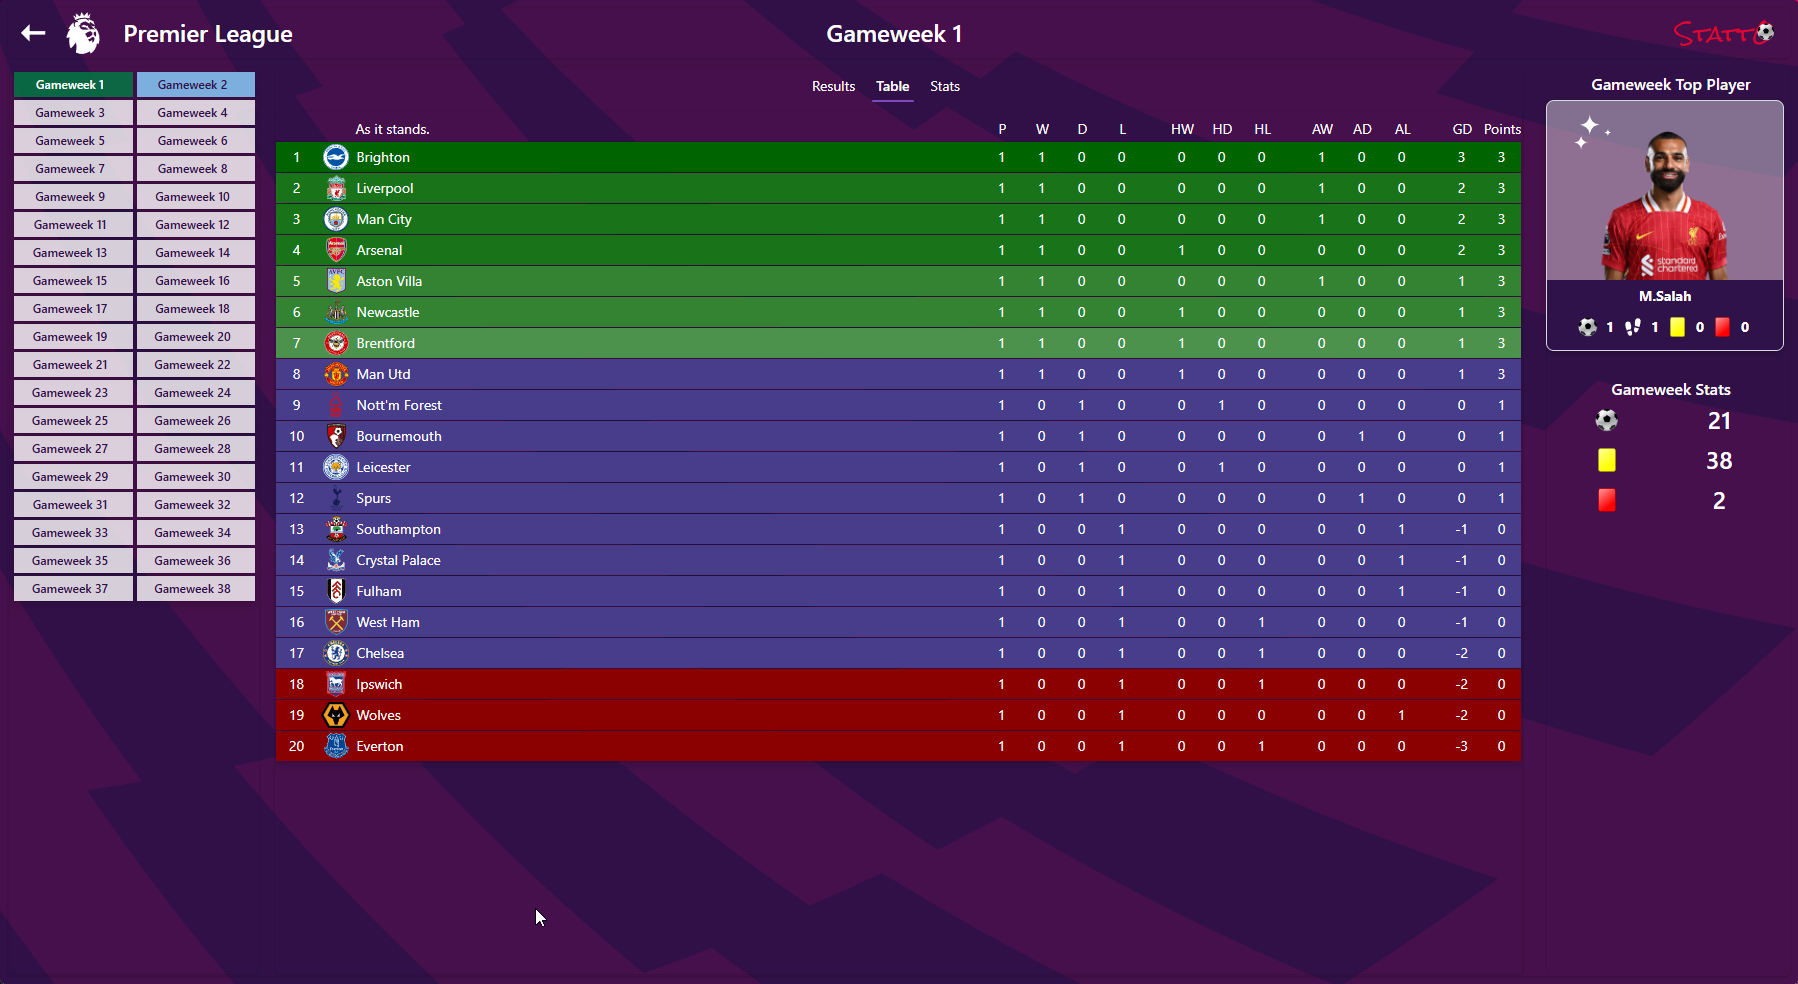 Premier League
Gameweek 1
STATTO
Gameweek 1 Gameweek 2
Gameweek 3 Gameweek 4
Gameweek 5 Gameweek 6
Gameweek 7 Gameweek 8
Gameweek 9 Gameweek 10
Gameweek 11 Gameweek 12
Gameweek 13 Gameweek 14
Gameweek 15 Gameweek 16
Gameweek 17 Gameweek 18
Gameweek 19 Gameweek 20
Gameweek 21 Gameweek 22
Gameweek 23 Gameweek 24
Gameweek 25 Gameweek 26
Gameweek 27 Gameweek 28
Gameweek 29 Gameweek 30
Gameweek 31 Gameweek 32
Gameweek 33 Gameweek 34
Gameweek 35 Gameweek 36
Gameweek 37 Gameweek 38
Results Table Stats
As it stands. P W D L HW HD HL AW AD AL GD Points
1 Brighton 1 1 0 0 0 0 0 1 0 0 3 3
2 Liverpool 1 1 0 0 0 0 0 1 0 0 2 3
3 Man City 1 1 0 0 0 0 0 1 0 0 2 3
4 Arsenal 1 1 0 0 1 0 0 0 0 0 2 3
5 Aston Villa 1 1 0 0 0 0 0 1 0 0 1 3
6 Newcastle 1 1 0 0 1 0 0 0 0 0 1 3
7 Brentford 1 1 0 0 1 0 0 0 0 0 1 3
8 Man Utd 1 1 0 0 1 0 0 0 0 0 1 3
9 Nott'm Forest 1 0 1 0 0 1 0 0 0 0 0 1
10 Bournemouth 1 0 1 0 0 0 0 0 1 0 0 1
11 Leicester 1 0 1 0 0 1 0 0 0 0 0 1
12 Spurs 1 0 1 0 0 0 0 0 1 0 0 1
13 Southampton 1 0 0 1 0 0 0 0 0 1 -1 0
14 Crystal Palace 1 0 0 1 0 0 0 0 0 1 -1 0
15 Fulham 1 0 0 1 0 0 0 0 0 1 -1 0
16 West Ham 1 0 0 1 0 0 1 0 0 0 -1 0
17 Chelsea 1 0 0 1 0 0 1 0 0 0 -2 0
18 Ipswich 1 0 0 1 0 0 1 0 0 0 -2 0
19 Wolves 1 0 0 1 0 0 0 0 0 1 -2 0
20 Everton 1 0 0 1 0 0 1 0 0 0 -3 0
Gameweek Top Player
standard
chartered
M.Salah
1 1 0 0
Gameweek Stats
21
38
2